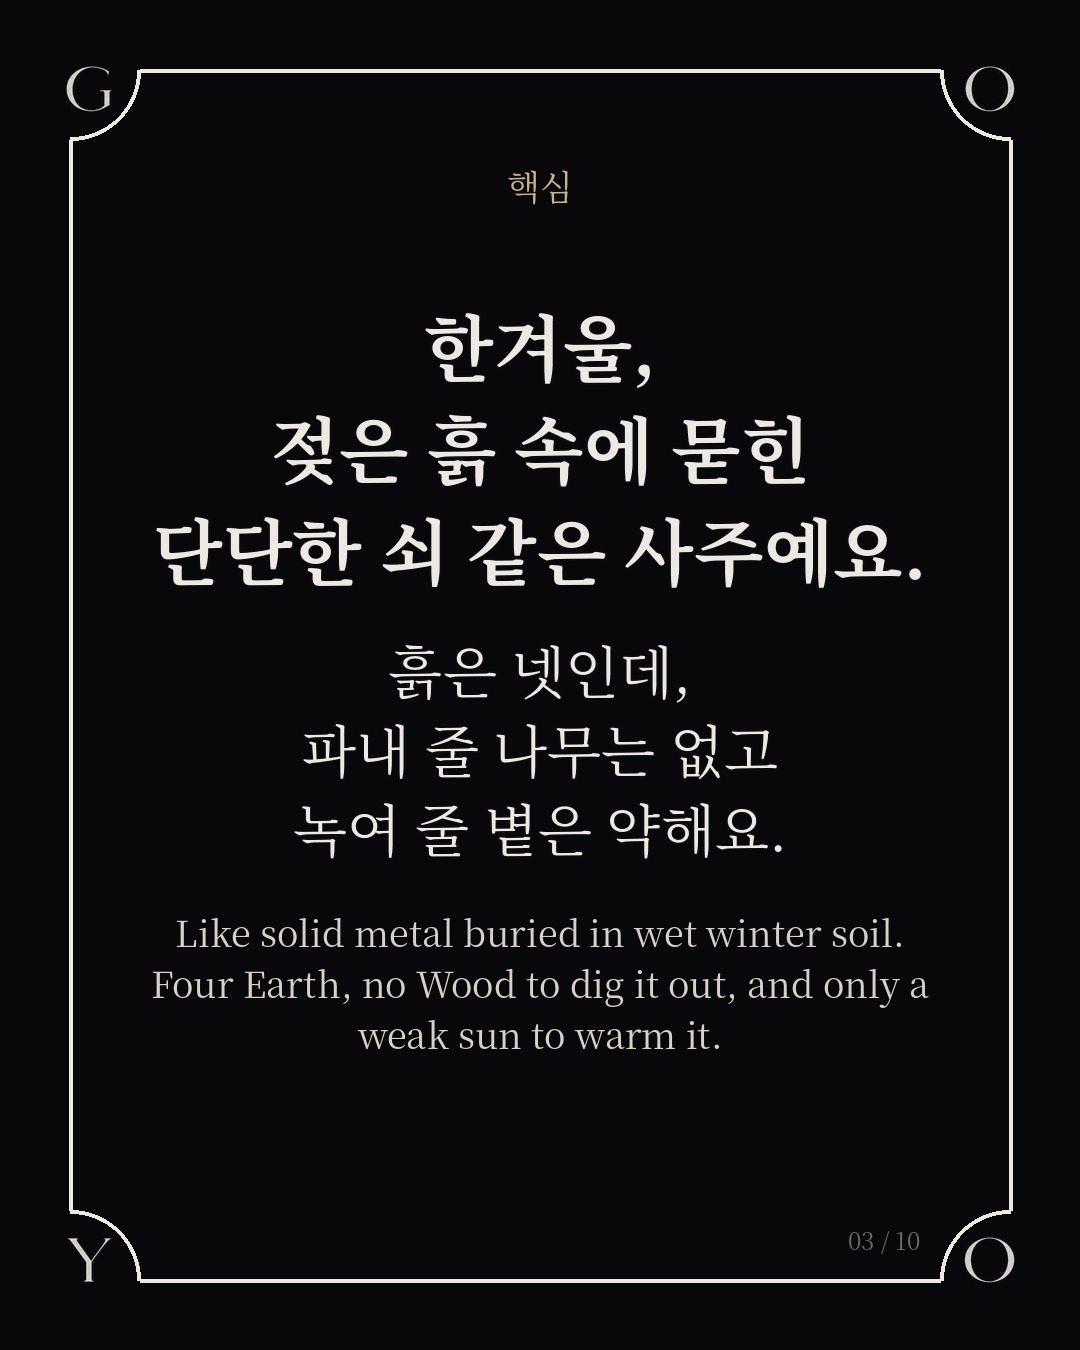 G O
핵심
한겨울,
젖은 흙 속에 묻힌
단단한 쇠 같은 사주예요.
흙은 넷인데,
파내 줄 나무는 없고
녹여 줄 볕은 약해요.
Like solid metal buried in wet winter soil.
Four Earth, no Wood to dig it out, and only a
weak sun to warm it.
03 / 10
Y O